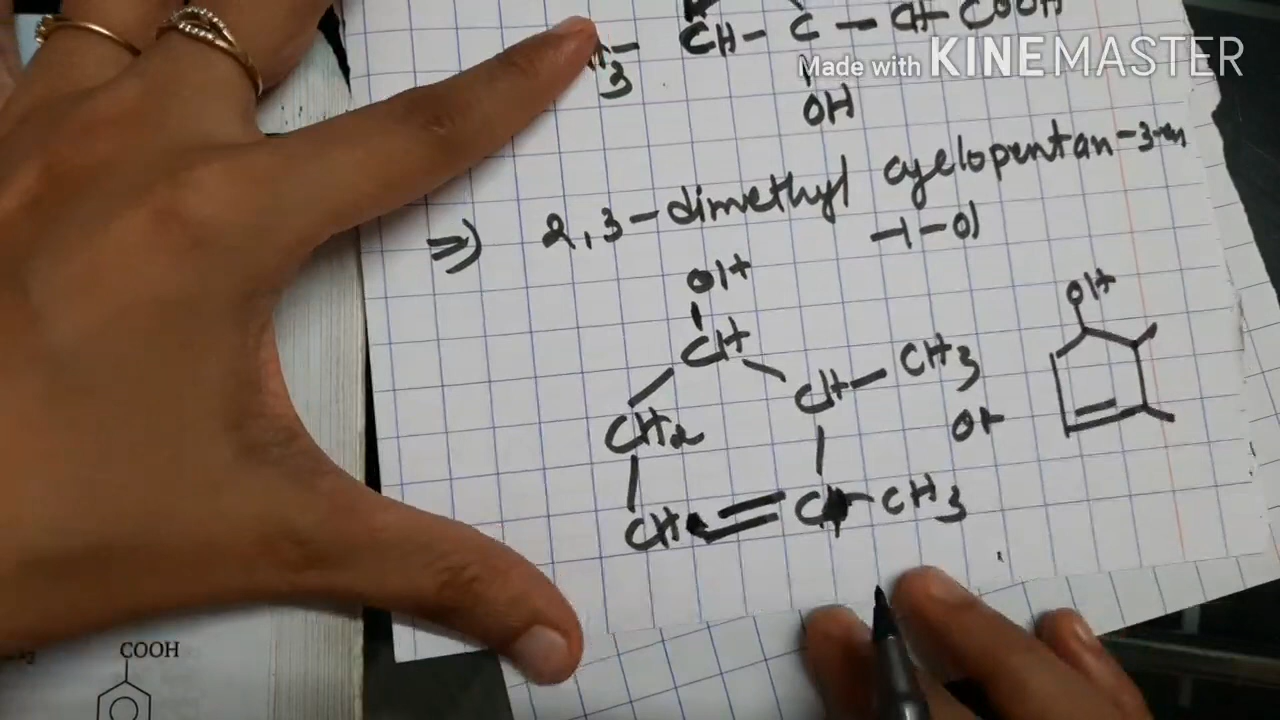 CH- C - CH COOH
3
Made with KINEMASTER
OH
⇒) 2,3-dimethyl cyclopentan-3-en
-1-ol
OH
OH
CH
CH - CH3
CH2
or
CH = C - CH3
COOH